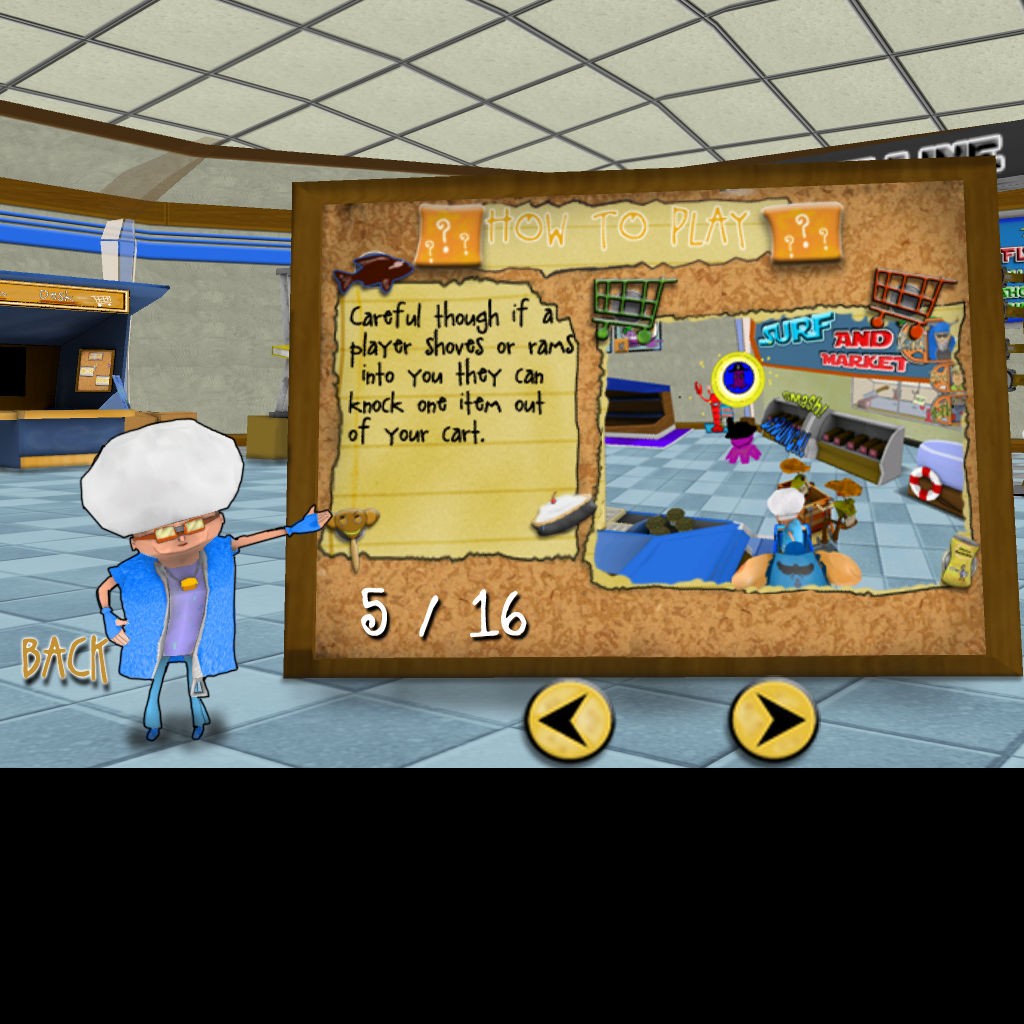 Desk
HOW TO PLAY
? ? ?
? ? ?
Careful though if a
player shoves or rams
into you they can
knock one item out
of your cart.
SURF AND
MARKET
Smash!
5 / 16
BACK